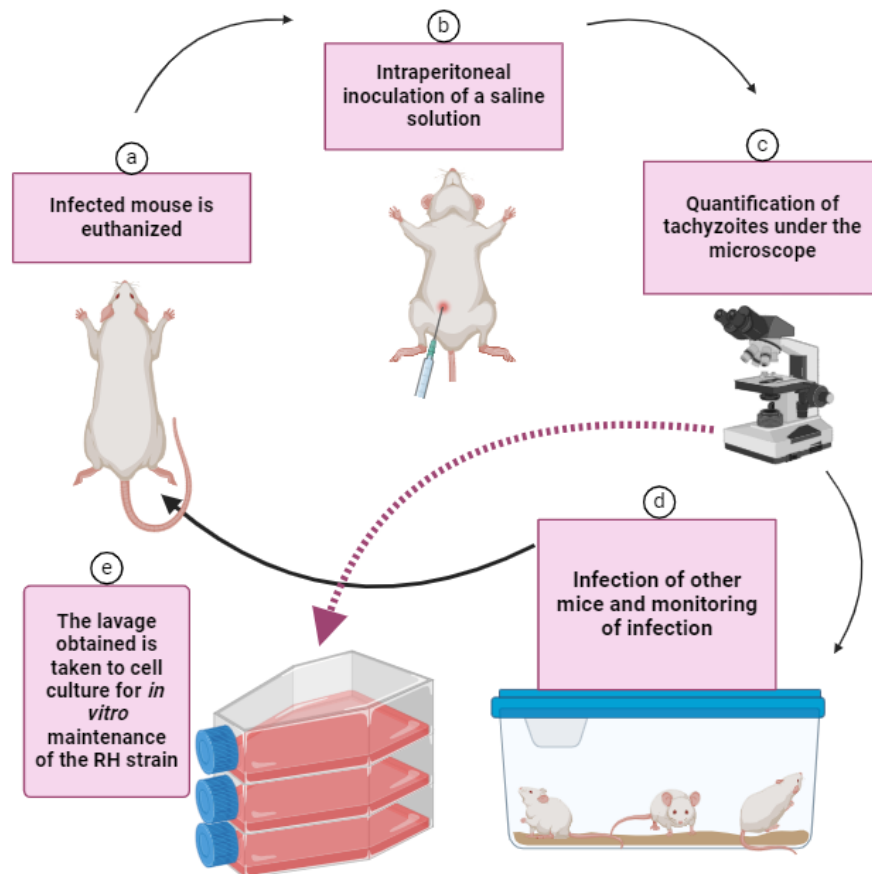 a
Infected mouse is
euthanized
b
Intraperitoneal
inoculation of a saline
solution
c
Quantification of
tachyzoites under the
microscope
d
Infection of other
mice and monitoring
of infection
e
The lavage
obtained is
taken to cell
culture for in
vitro
maintenance
of the RH strain